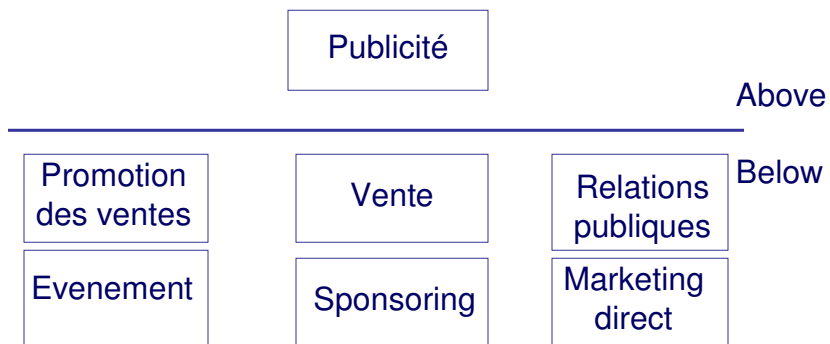 Publicité
Above
Promotion
des ventes
Vente
Relations
publiques
Below
Evenement
Sponsoring
Marketing
direct